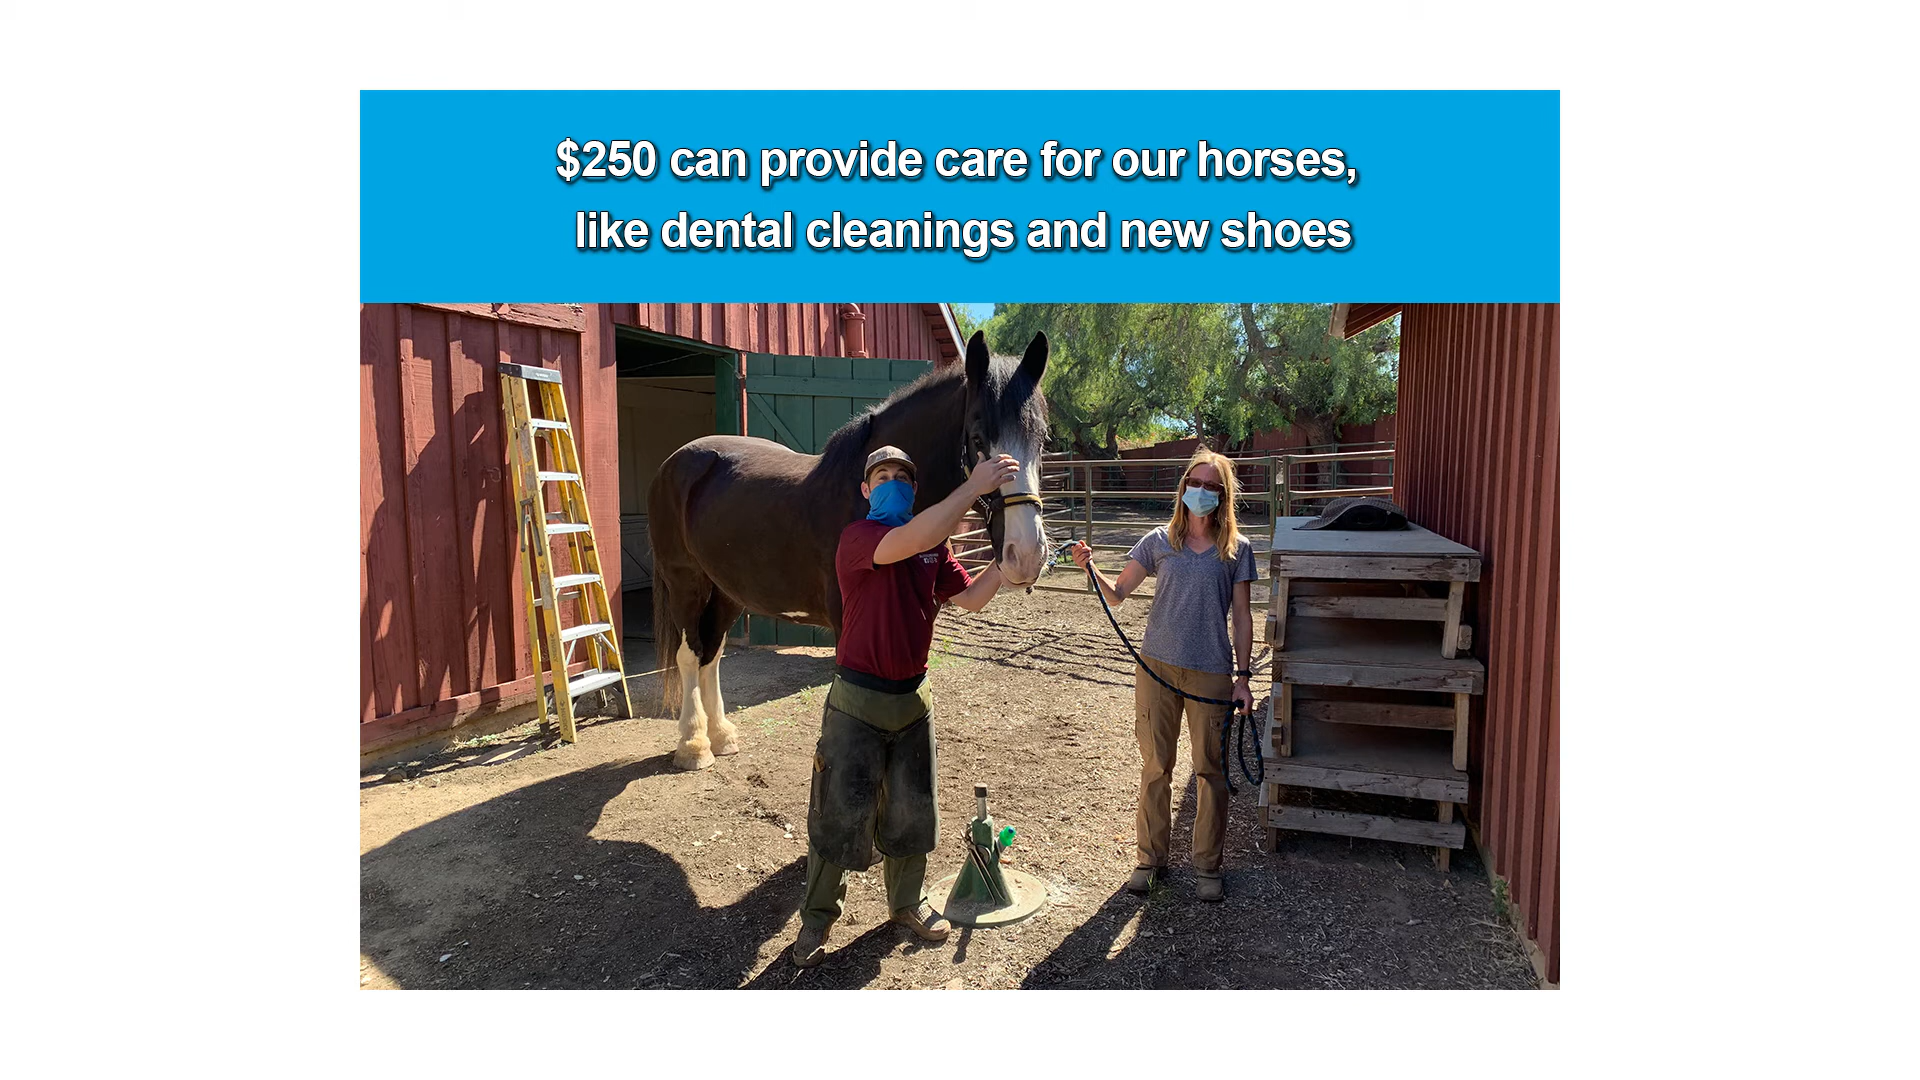 $250 can provide care for our horses,
like dental cleanings and new shoes